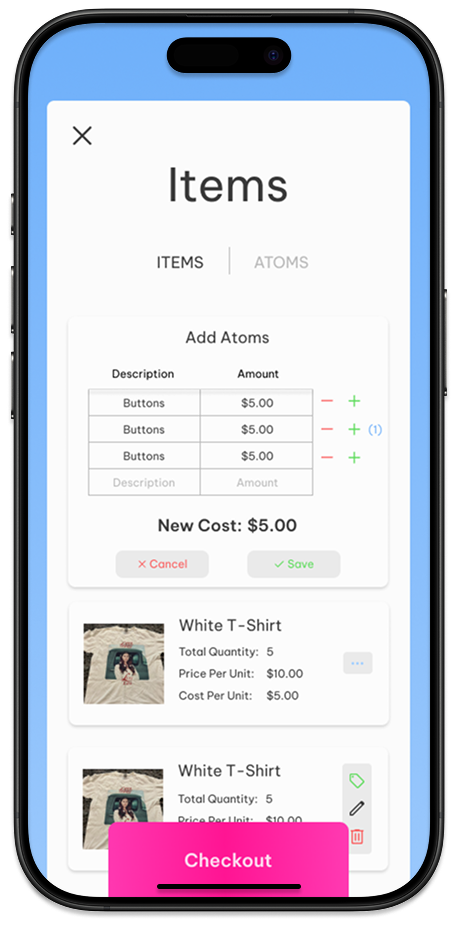 Items
ITEMS ATOMS
Add Atoms
Description Amount
Buttons $5.00
Buttons $5.00 (1)
Buttons $5.00
Description Amount
New Cost: $5.00
Cancel Save
White T-Shirt
Total Quantity: 5
Price Per Unit: $10.00
Cost Per Unit: $5.00
White T-Shirt
Total Quantity: 5
Price Per Unit: $10.00
Checkout